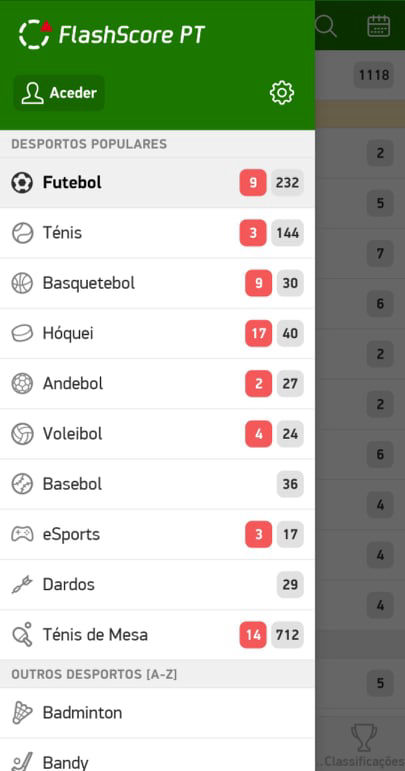 FlashScore PT
Aceder
1118
DESPORTOS POPULARES
Futebol 9 232
2
Ténis 3 144
5
Basquetebol 9 30
7
Hóquei 17 40
6
Andebol 2 27
2
2
Voleibol 4 24
6
Basebol 36
4
eSports 3 17
4
Dardos 29
4
Ténis de Mesa 14 712
OUTROS DESPORTOS [A-Z]
5
Badminton
Bandy
...Classificações